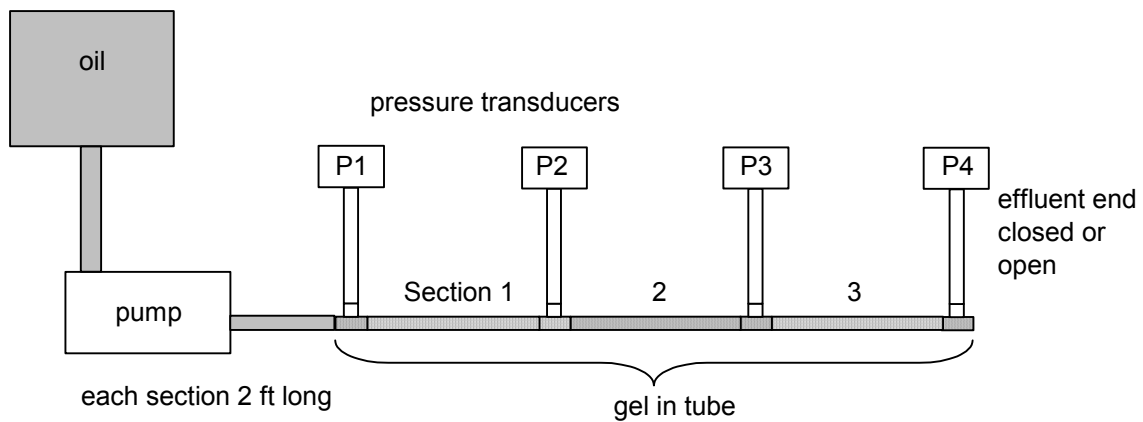 oil
pressure transducers
P1
P2
P3
P4
effluent end
closed or
open
Section 1
2
3
pump
each section 2 ft long
gel in tube